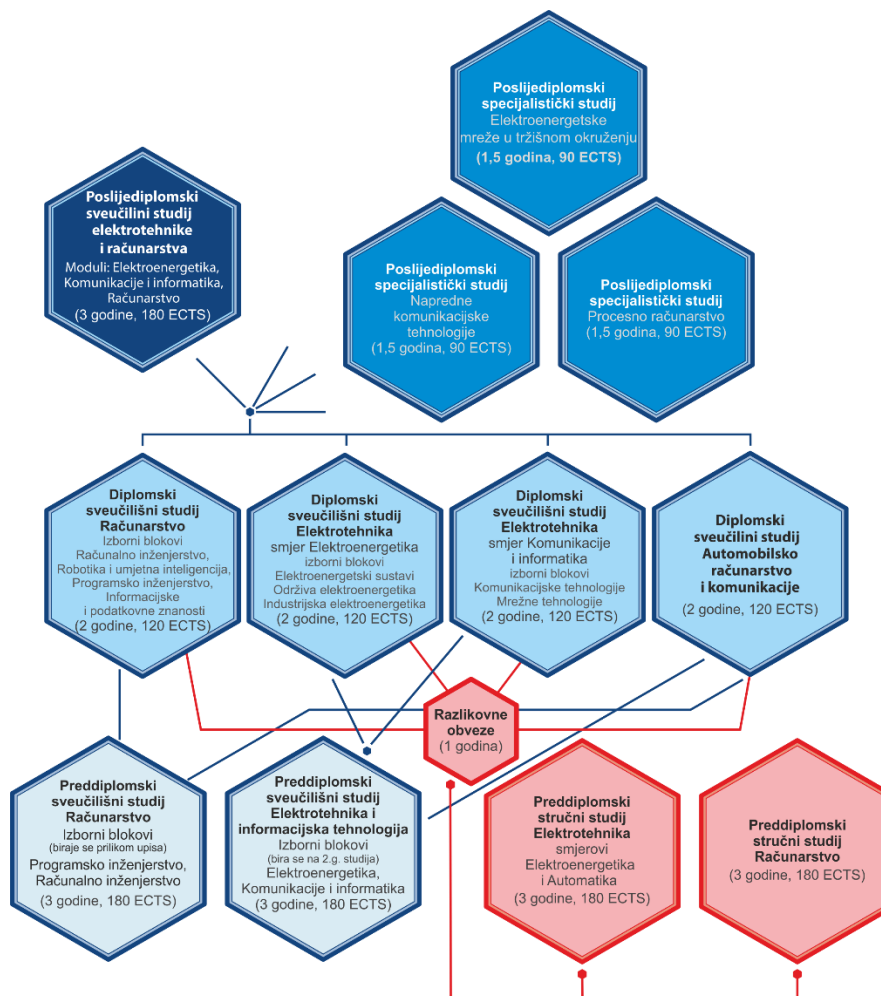 Poslijediplomski
specijalistički studij
Elektroenergetske
mreže u tržišnom okruženju
(1,5 godina, 90 ECTS)
Poslijediplomski
sveučilini studij
elektrotehnike
i računarstva
Moduli: Elektroenergetika,
Komunikacije i informatika,
Računarstvo
(3 godine, 180 ECTS)
Poslijediplomski
specijalistički studij
Napredne
komunikacijske
tehnologije
(1,5 godina, 90 ECTS)
Poslijediplomski
specijalistički studij
Procesno računarstvo
(1,5 godina, 90 ECTS)
Diplomski
sveučilišni studij
Računarstvo
Izborni blokovi
Računalno inženjerstvo,
Robotika i umjetna inteligencija,
Programsko inženjerstvo,
Informacijske
i podatkovne znanosti
(2 godine, 120 ECTS)
Diplomski
sveučilišni studij
Elektrotehnika
smjer Elektroenergetika
izborni blokovi
Elektroenergetski sustavi
Održiva elektroenergetika
Industrijska elektroenergetika
(2 godine, 120 ECTS)
Diplomski
sveučilišni studij
Elektrotehnika
smjer Komunikacije
i informatika
izborni blokovi
Komunikacijske tehnologije
Mrežne tehnologije
(2 godine, 120 ECTS)
Diplomski
sveučilini studij
Automobilsko
računarstvo
i komunikacije
(2 godine, 120 ECTS)
Razlikovne
obveze
(1 godina)
Preddiplomski
sveučilišni studij
Računarstvo
Izborni blokovi
(biraje se prilikom upisa)
Programsko inženjerstvo,
Računalno inženjerstvo
(3 godine, 180 ECTS)
Preddiplomski
sveučilišni studij
Elektrotehnika i
informacijska tehnologija
Izborni blokovi
(bira se na 2.g. studija)
Elektroenergetika,
Komunikacije i informatika
(3 godine, 180 ECTS)
Preddiplomski
stručni studij
Elektrotehnika
smjerovi
Elektroenergetika
i Automatika
(3 godine, 180 ECTS)
Preddiplomski
stručni studij
Računarstvo
(3 godine, 180 ECTS)